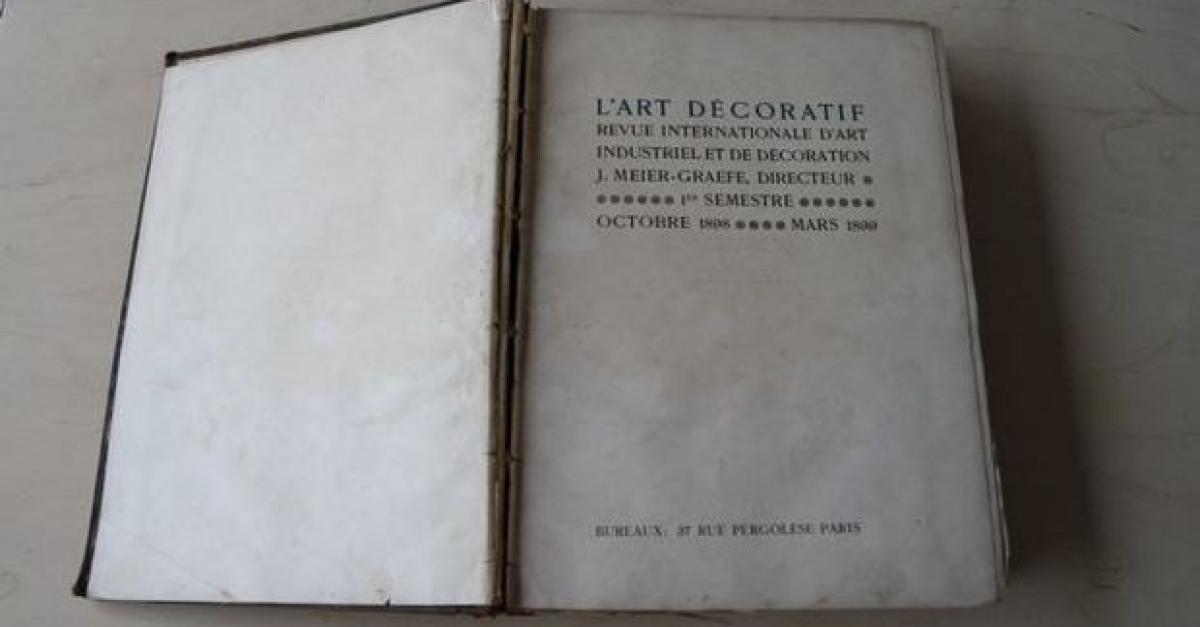 L'ART DÉCORATIF
REVUE INTERNATIONALE D'ART
INDUSTRIEL ET DE DÉCORATION
J. MEIER-GRAEFE, DIRECTEUR
1er SEMESTRE
OCTOBRE 1898 MARS 1899
BUREAUX: 37 RUE PERGOLÈSE PARIS